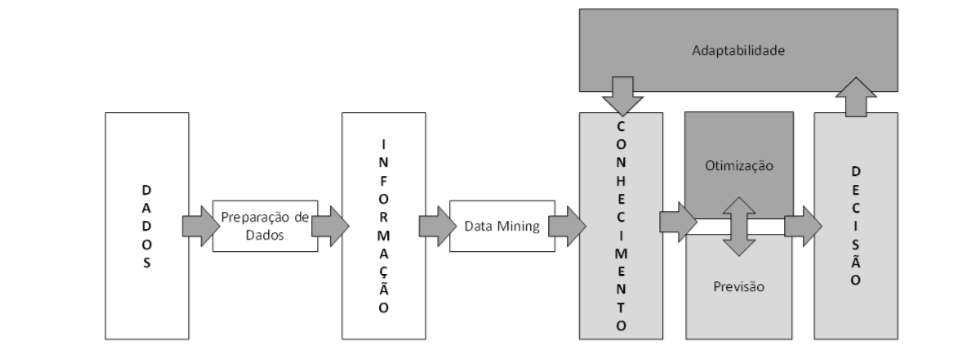 Adaptabilidade
DADOS
Preparação de
Dados
INFORMAÇÃO
Data Mining
CONHECIMENTO
Otimização
Previsão
DECISÃO